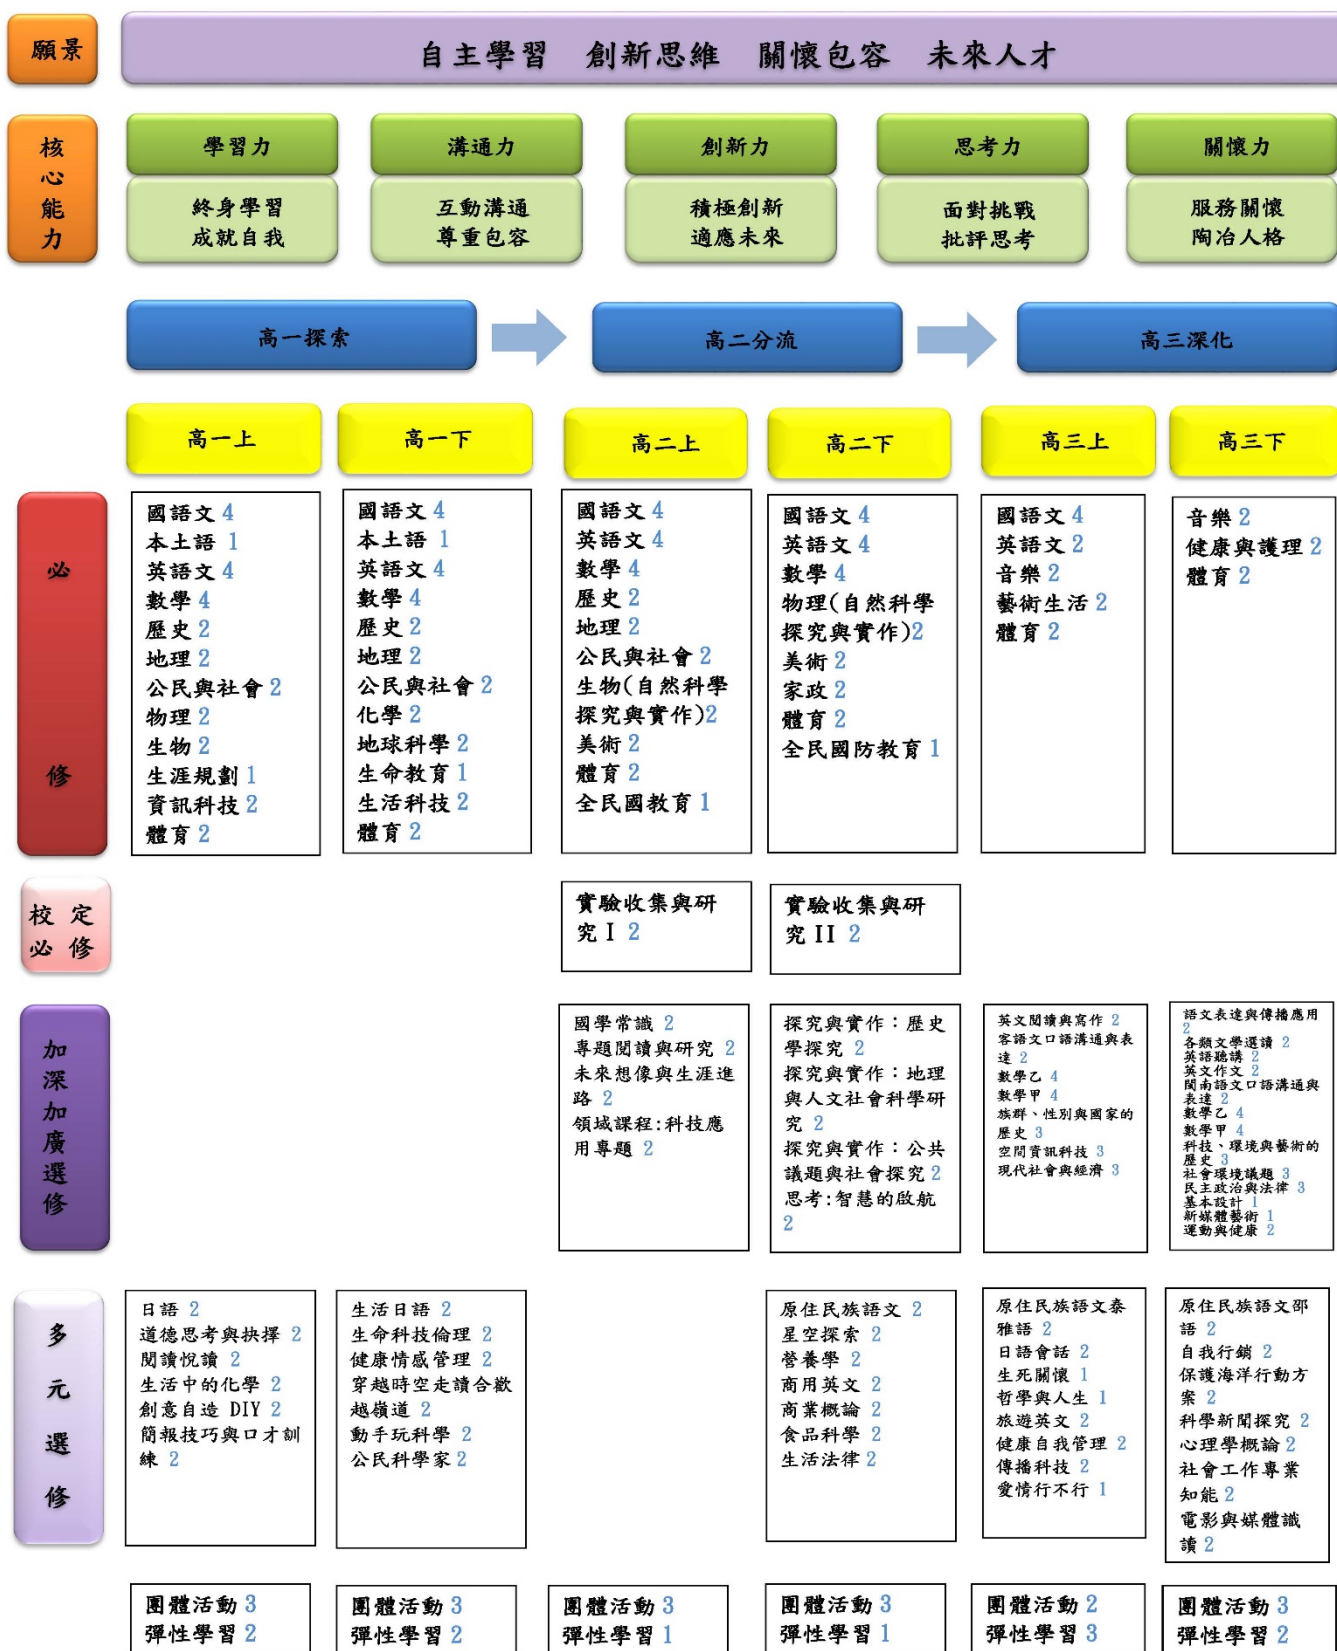 願景
自主學習　創新思維　關懷包容　未來人才
核
心
能
力
學習力
終身學習
成就自我
溝通力
互動溝通
尊重包容
創新力
積極創新
適應未來
思考力
面對挑戰
批評思考
關懷力
服務關懷
陶冶人格
高一探索
高二分流
高三深化
高一上
高一下
高二上
高二下
高三上
高三下
必
修
國語文 4
本土語 1
英語文 4
數學 4
歷史 2
地理 2
公民與社會 2
物理 2
生物 2
生涯規劃 1
資訊科技 2
體育 2
國語文 4
本土語 1
英語文 4
數學 4
歷史 2
地理 2
公民與社會 2
化學 2
地球科學 2
生命教育 1
生活科技 2
體育 2
國語文 4
英語文 4
數學 4
歷史 2
地理 2
公民與社會 2
生物(自然科學
探究與實作)2
美術 2
體育 2
全民國教育 1
國語文 4
英語文 4
數學 4
物理(自然科學
探究與實作)2
美術 2
家政 2
體育 2
全民國防教育 1
國語文 4
英語文 2
音樂 2
藝術生活 2
體育 2
音樂 2
健康與護理 2
體育 2
校 定
必 修
實驗收集與研
究 I 2
實驗收集與研
究 II 2
加
深
加
廣
選
修
國學常識 2
專題閱讀與研究 2
未來想像與生涯進
路 2
領域課程:科技應
用專題 2
探究與實作：歷史
學探究 2
探究與實作：地理
與人文社會科學研
究 2
探究與實作：公共
議題與社會探究 2
思考:智慧的啟航
2
英文閱讀與寫作 2
客語文口語溝通與表
達 2
數學乙 4
數學甲 4
族群、性別與國家的
歷史 3
空間資訊科技 3
現代社會與經濟 3
語文表達與傳播應用
2
各類文學選讀 2
英語聽講 2
英文作文 2
閩南語文口語溝通與
表達 2
數學乙 4
數學甲 4
科技、環境與藝術的
歷史 3
社會環境議題 3
民主政治與法律 3
基本設計 1
新媒體藝術 1
運動與健康 2
多
元
選
修
日語 2
道德思考與抉擇 2
閱讀悅讀 2
生活中的化學 2
創意自造 DIY 2
簡報技巧與口才訓
練 2
生活日語 2
生命科技倫理 2
健康情感管理 2
穿越時空走讀合歡
越嶺道 2
動手玩科學 2
公民科學家 2
原住民族語文 2
星空探索 2
營養學 2
商用英文 2
商業概論 2
食品科學 2
生活法律 2
原住民族語文泰
雅語 2
日語會話 2
生死關懷 1
哲學與人生 1
旅遊英文 2
健康自我管理 2
傳播科技 2
愛情行不行 1
原住民族語文邵
語 2
自我行銷 2
保護海洋行動方
案 2
科學新聞探究 2
心理學概論 2
社會工作專業
知能 2
電影與媒體識
讀 2
團體活動 3
彈性學習 2
團體活動 3
彈性學習 2
團體活動 3
彈性學習 1
團體活動 3
彈性學習 1
團體活動 2
彈性學習 3
團體活動 3
彈性學習 2